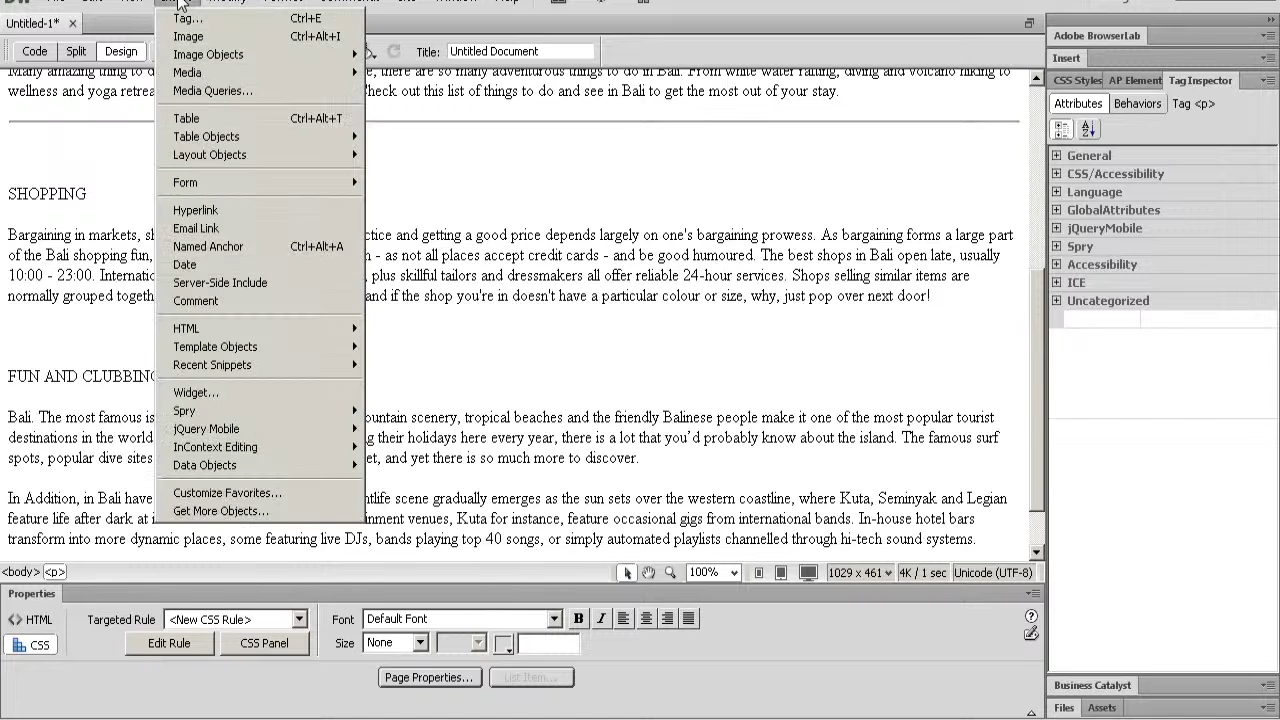 Untitled-1*
Code Split Design Title: Untitled Document
Many amazing thing to d
e, there are so many adventurous things to do in Bali. From white water rafting, diving and volcano hiking to
wellness and yoga retrea
Check out this list of things to do and see in Bali to get the most out of your stay.
SHOPPING
Bargaining in markets, sh
ctice and getting a good price depends largely on one's bargaining prowess. As bargaining forms a large part
of the Bali shopping fun,
n - as not all places accept credit cards - and be good humoured. The best shops in Bali open late, usually
10:00 - 23:00. Internatio
, plus skillful tailors and dressmakers all offer reliable 24-hour services. Shops selling similar items are
normally grouped togeth
and if the shop you're in doesn't have a particular colour or size, why, just pop over next door!
FUN AND CLUBBING
Bali. The most famous is
ountain scenery, tropical beaches and the friendly Balinese people make it one of the most popular tourist
destinations in the world
g their holidays here every year, there is a lot that you'd probably know about the island. The famous surf
spots, popular dive sites
et, and yet there is so much more to discover.
In Addition, in Bali have
ntlife scene gradually emerges as the sun sets over the western coastline, where Kuta, Seminyak and Legian
feature life after dark at i
inment venues, Kuta for instance, feature occasional gigs from international bands. In-house hotel bars
transform into more dynamic places, some featuring live DJs, bands playing top 40 songs, or simply automated playlists channelled through hi-tech sound systems.
Tag... Ctrl+E
Image Ctrl+Alt+I
Image Objects
Media
Media Queries...
Table Ctrl+Alt+T
Table Objects
Layout Objects
Form
Hyperlink
Email Link
Named Anchor Ctrl+Alt+A
Date
Server-Side Include
Comment
HTML
Template Objects
Recent Snippets
Widget...
Spry
jQuery Mobile
InContext Editing
Data Objects
Customize Favorites...
Get More Objects...
<body> <p> 100% 1029 x 461 4K / 1 sec Unicode (UTF-8)
Properties
<> HTML Targeted Rule <New CSS Rule> Font Default Font B I
CSS Edit Rule CSS Panel Size None
Page Properties... List Item...
Adobe BrowserLab
Insert
CSS Styles AP Element Tag Inspector
Attributes Behaviors Tag <p>
General
CSS/Accessibility
Language
GlobalAttributes
jQueryMobile
Spry
Accessibility
ICE
Uncategorized
Business Catalyst
Files Assets